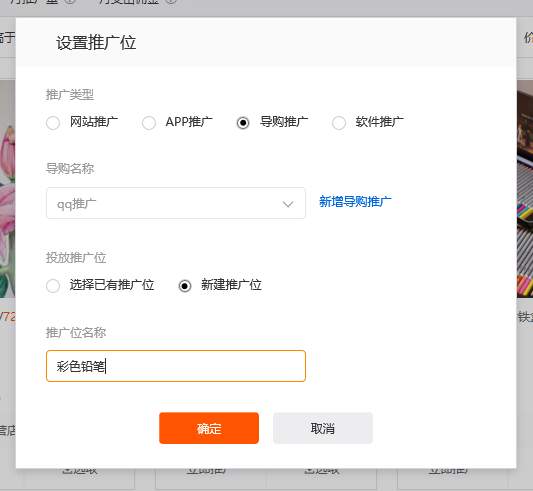 设置推广位
推广类型
网站推广 APP推广 导购推广 软件推广
导购名称
qq推广 新增导购推广
投放推广位
选择已有推广位 新建推广位
推广位名称
彩色铅笔
确定 取消